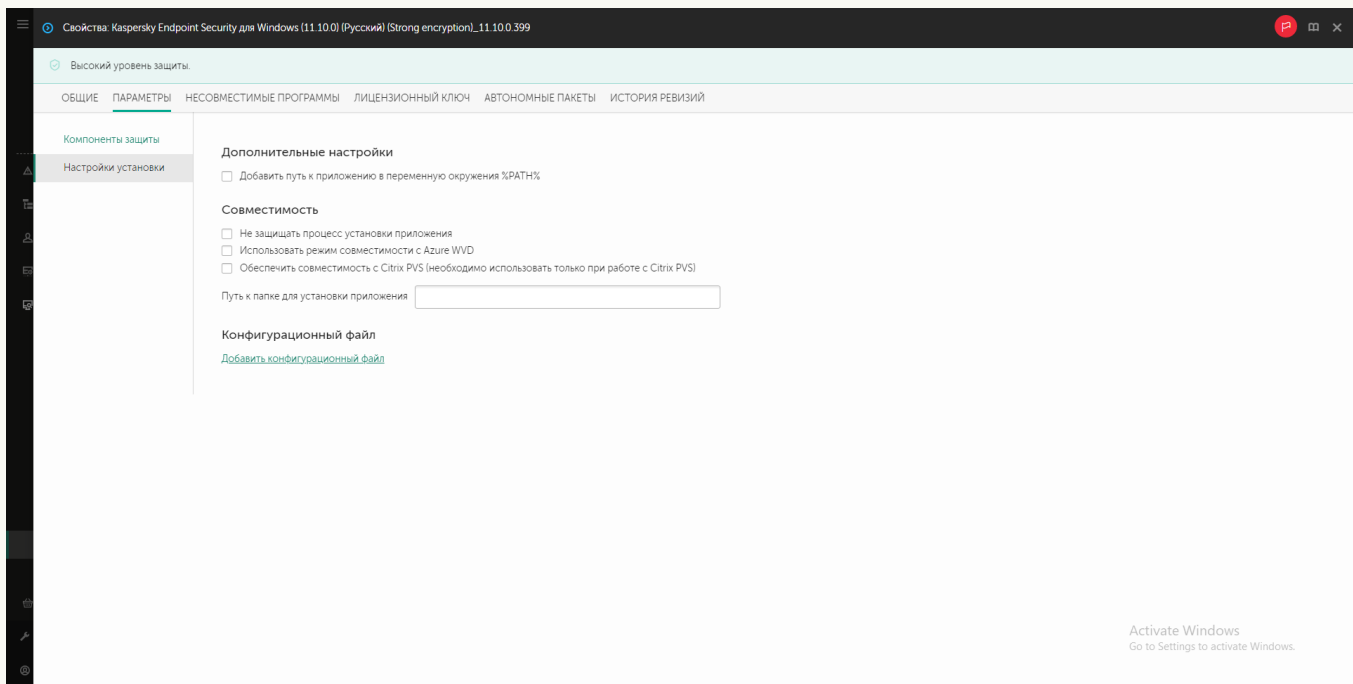 Свойства: Kaspersky Endpoint Security для Windows (11.10.0) (Русский) (Strong encryption)_11.10.0.399
Высокий уровень защиты.
ОБЩИЕ ПАРАМЕТРЫ НЕСОВМЕСТИМЫЕ ПРОГРАММЫ ЛИЦЕНЗИОННЫЙ КЛЮЧ АВТОНОМНЫЕ ПАКЕТЫ ИСТОРИЯ РЕВИЗИЙ
Компоненты защиты
Настройки установки
Дополнительные настройки
Добавить путь к приложению в переменную окружения %PATH%
Совместимость
Не защищать процесс установки приложения
Использовать режим совместимости с Azure WVD
Обеспечить совместимость с Citrix PVS (необходимо использовать только при работе с Citrix PVS)
Путь к папке для установки приложения
Конфигурационный файл
Добавить конфигурационный файл
Activate Windows
Go to Settings to activate Windows.